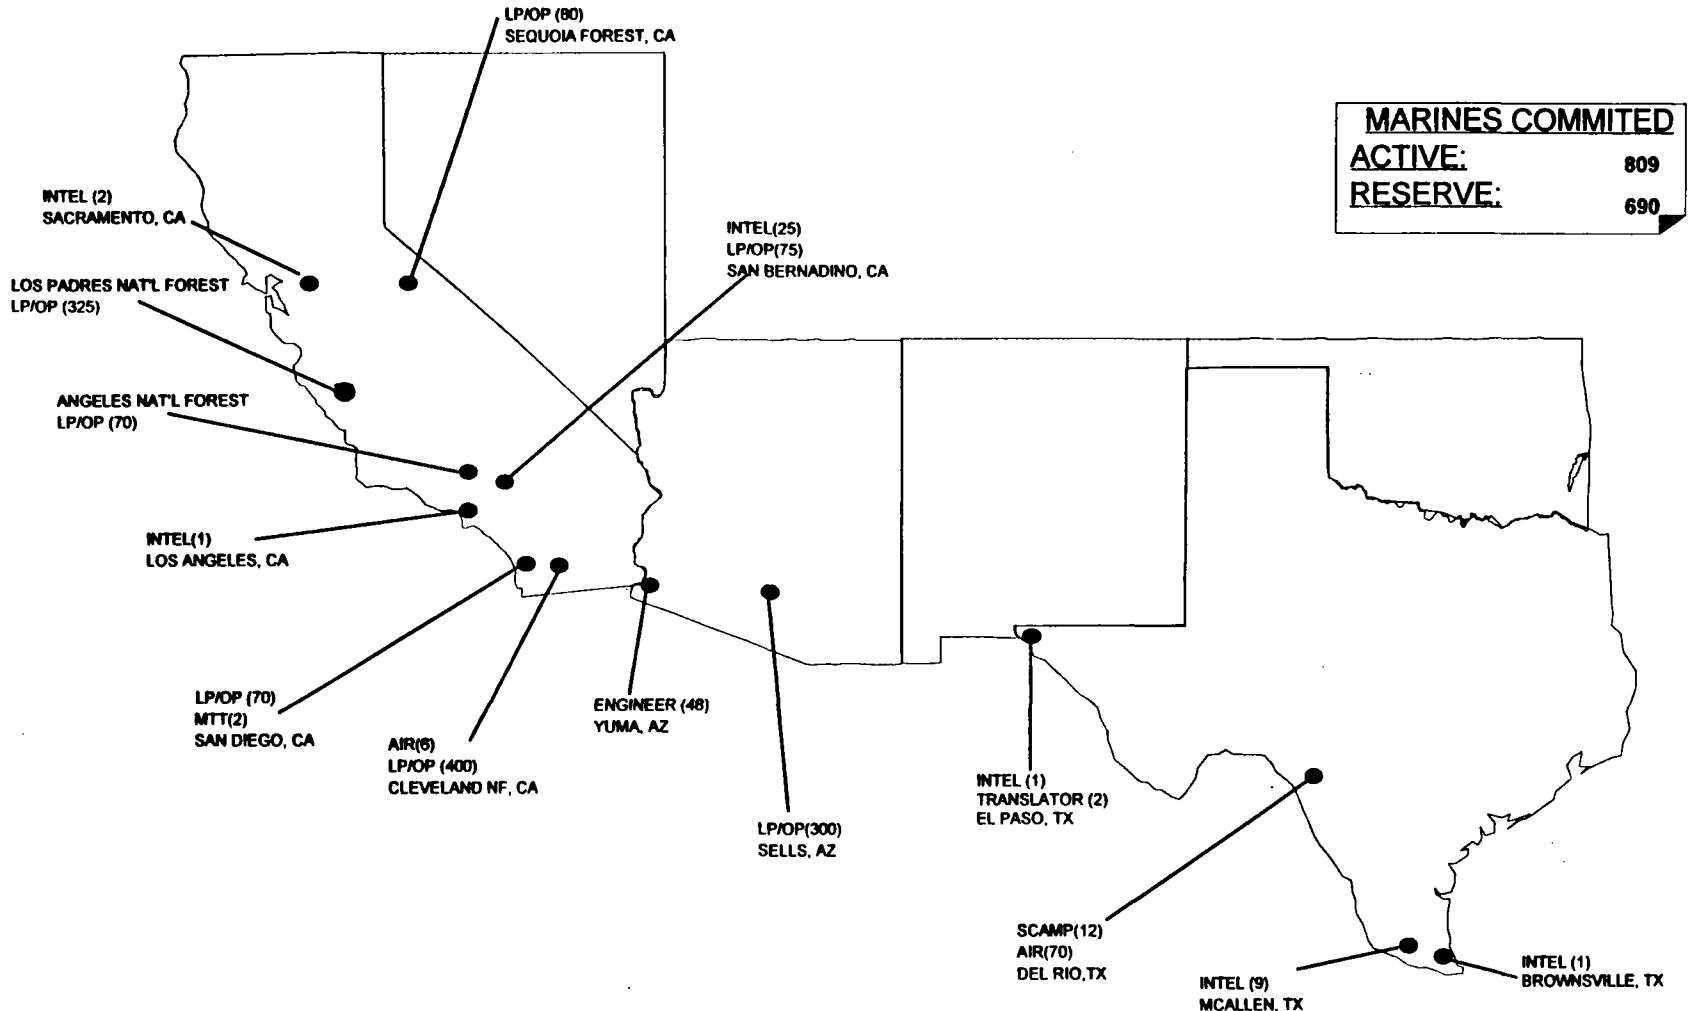 LP/OP (80)
SEQUOIA FOREST, CA
MARINES COMMITED
ACTIVE: 809
RESERVE: 690
INTEL (2)
SACRAMENTO, CA
INTEL(25)
LP/OP(75)
SAN BERNADINO, CA
LOS PADRES NAT'L FOREST
LP/OP (325)
ANGELES NAT'L FOREST
LP/OP (70)
INTEL(1)
LOS ANGELES, CA
LP/OP (70)
MTT(2)
SAN DIEGO, CA
AIR(6)
LP/OP (400)
CLEVELAND NF, CA
ENGINEER (48)
YUMA, AZ
LP/OP(300)
SELLS, AZ
INTEL (1)
TRANSLATOR (2)
EL PASO, TX
SCAMP(12)
AIR(70)
DEL RIO,TX
INTEL (9)
MCALLEN, TX
INTEL (1)
BROWNSVILLE, TX